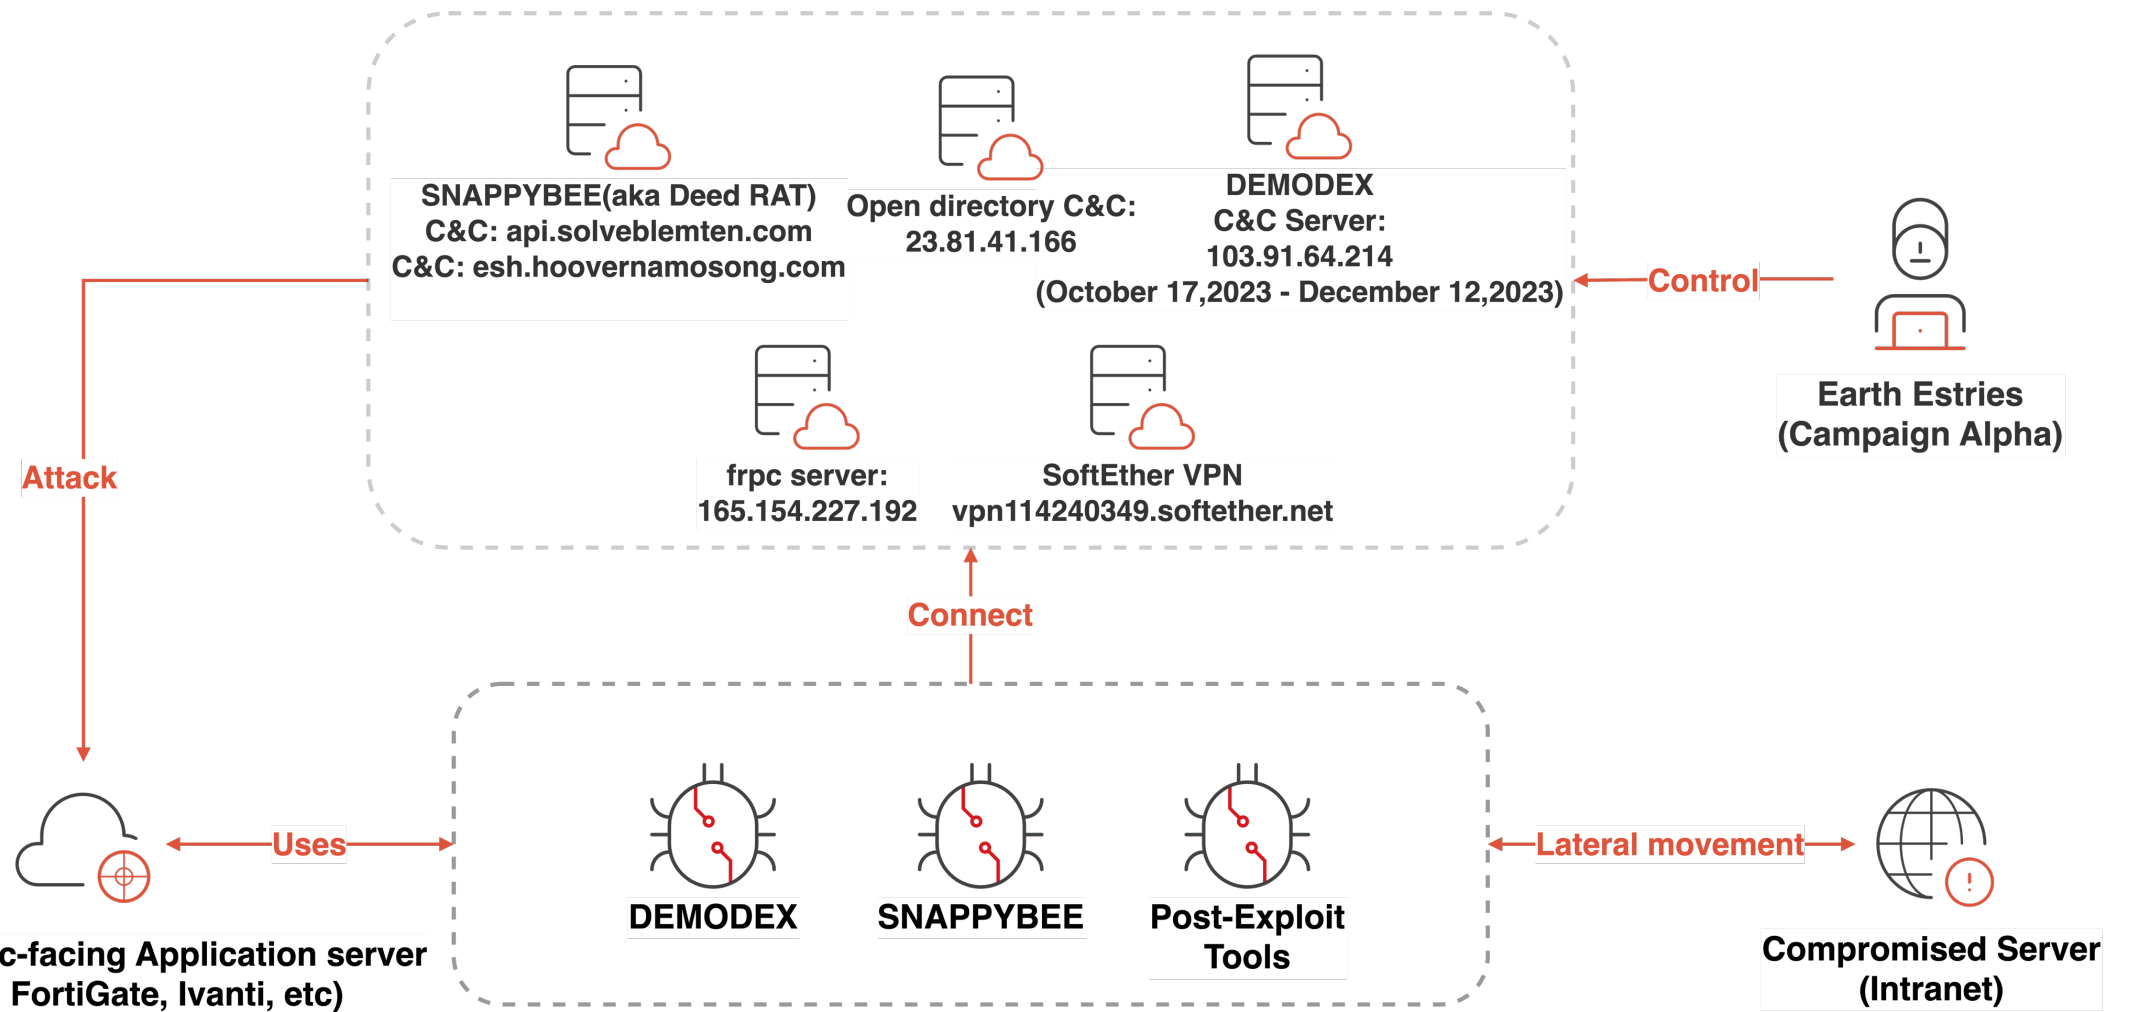 SNAPPYBEE(aka Deed RAT)
C&C: api.solveblemten.com
C&C: esh.hoovernamosong.com
Open directory C&C:
23.81.41.166
DEMODEX
C&C Server:
103.91.64.214
(October 17,2023 - December 12,2023)
Control
Earth Estries
(Campaign Alpha)
frpc server:
165.154.227.192
SoftEther VPN
vpn114240349.softether.net
Attack
Connect
Uses
DEMODEX
SNAPPYBEE
Post-Exploit
Tools
Lateral movement
c-facing Application server
FortiGate, Ivanti, etc)
Compromised Server
(Intranet)